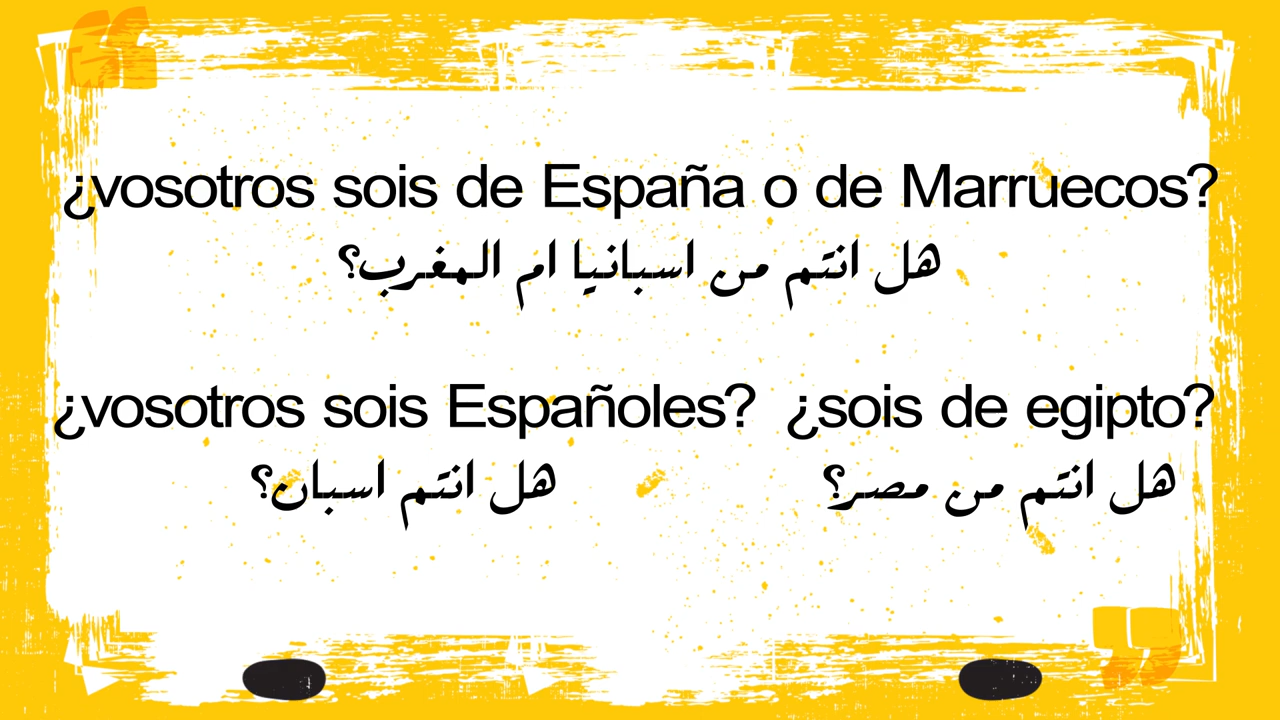 ¿vosotros sois de España o de Marruecos?
هل انتم من اسبانيا ام المغرب؟
¿vosotros sois Españoles? ¿sois de egipto?
هل انتم اسبان؟ هل انتم من مصر؟